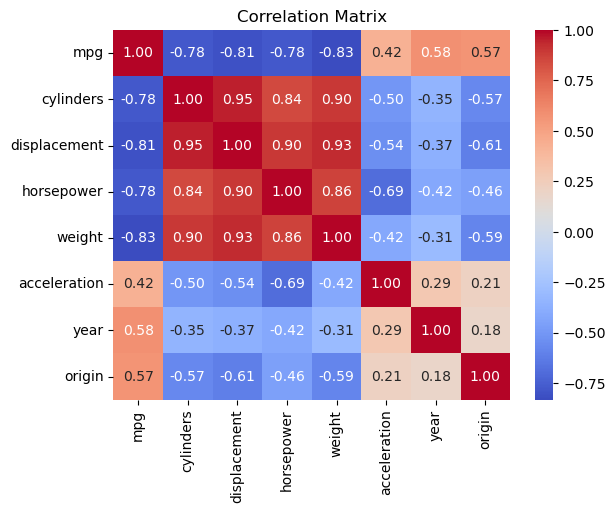 Correlation Matrix
mpg 1.00 -0.78 -0.81 -0.78 -0.83 0.42 0.58 0.57
cylinders -0.78 1.00 0.95 0.84 0.90 -0.50 -0.35 -0.57
displacement -0.81 0.95 1.00 0.90 0.93 -0.54 -0.37 -0.61
horsepower -0.78 0.84 0.90 1.00 0.86 -0.69 -0.42 -0.46
weight -0.83 0.90 0.93 0.86 1.00 -0.42 -0.31 -0.59
acceleration 0.42 -0.50 -0.54 -0.69 -0.42 1.00 0.29 0.21
year 0.58 -0.35 -0.37 -0.42 -0.31 0.29 1.00 0.18
origin 0.57 -0.57 -0.61 -0.46 -0.59 0.21 0.18 1.00
mpg cylinders displacement horsepower weight acceleration year origin
1.00
0.75
0.50
0.25
0.00
−0.25
−0.50
−0.75